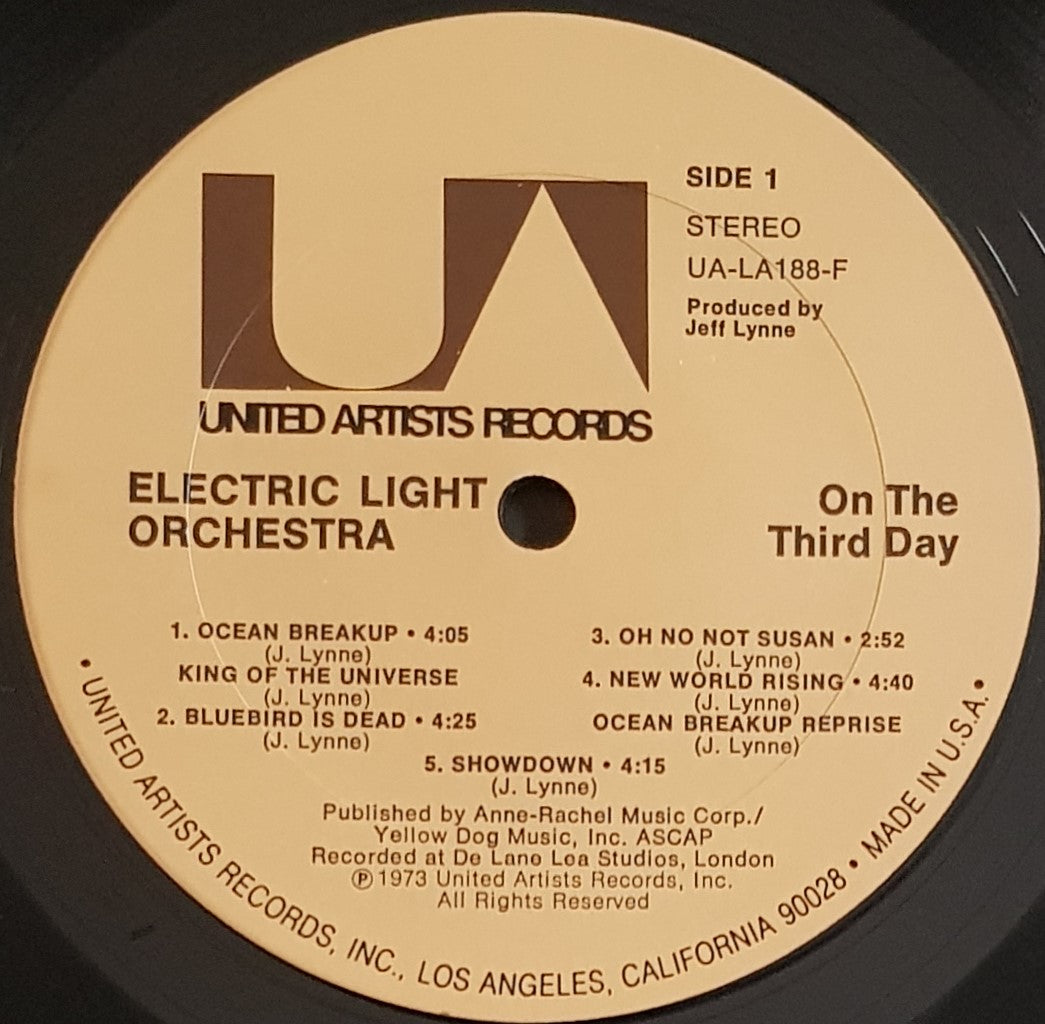 UA
UNITED ARTISTS RECORDS
SIDE 1
STEREO
UA-LA188-F
Produced by
Jeff Lynne
ELECTRIC LIGHT
ORCHESTRA
On The
Third Day
1. OCEAN BREAKUP • 4:05
(J. Lynne)
KING OF THE UNIVERSE
(J. Lynne)
2. BLUEBIRD IS DEAD • 4:25
(J. Lynne)
3. OH NO NOT SUSAN • 2:52
(J. Lynne)
4. NEW WORLD RISING • 4:40
(J. Lynne)
OCEAN BREAKUP REPRISE
(J. Lynne)
5. SHOWDOWN • 4:15
(J. Lynne)
Published by Anne-Rachel Music Corp./
Yellow Dog Music, Inc. ASCAP
Recorded at De Lane Lea Studios, London
℗ 1973 United Artists Records, Inc.
All Rights Reserved
• UNITED ARTISTS RECORDS, INC., LOS ANGELES, CALIFORNIA 90028 • MADE IN U.S.A. •